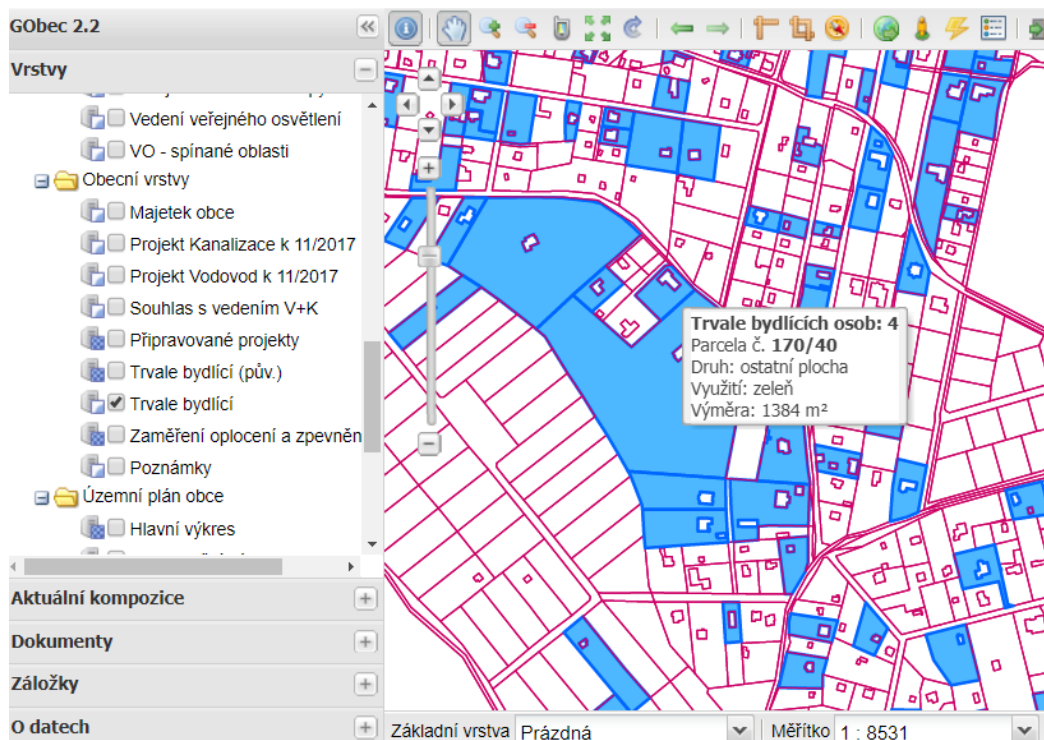 GObec 2.2
Vrstvy
Vedení veřejného osvětlení
VO - spínané oblasti
Obecní vrstvy
Majetek obce
Projekt Kanalizace k 11/2017
Projekt Vodovod k 11/2017
Souhlas s vedením V+K
Připravované projekty
Trvale bydlící (pův.)
Trvale bydlící
Zaměření oplocení a zpevněn
Poznámky
Územní plán obce
Hlavní výkres
Aktuální kompozice
Dokumenty
Záložky
O datech
Trvale bydlících osob: 4
Parcela č. 170/40
Druh: ostatní plocha
Využití: zeleň
Výměra: 1384 m²
Základní vrstva Prázdná Měřítko 1 : 8531